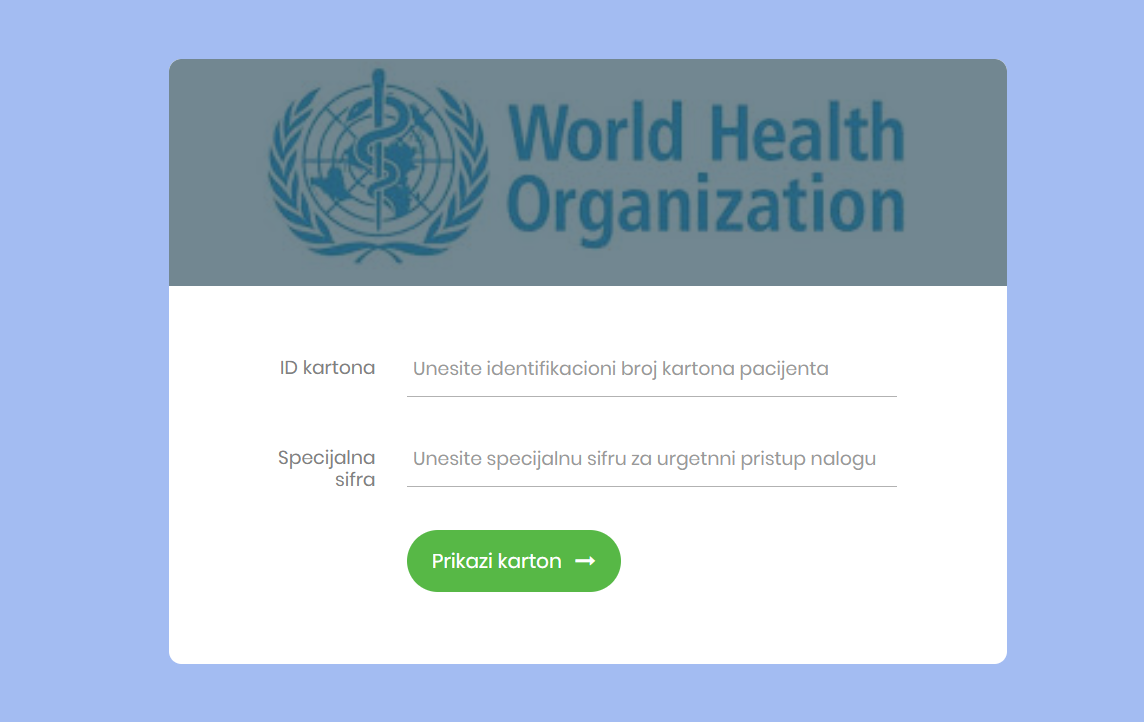 World Health
Organization
ID kartona
Unesite identifikacioni broj kartona pacijenta
Specijalna
sifra
Unesite specijalnu sifru za urgetnni pristup nalogu
Prikazi karton